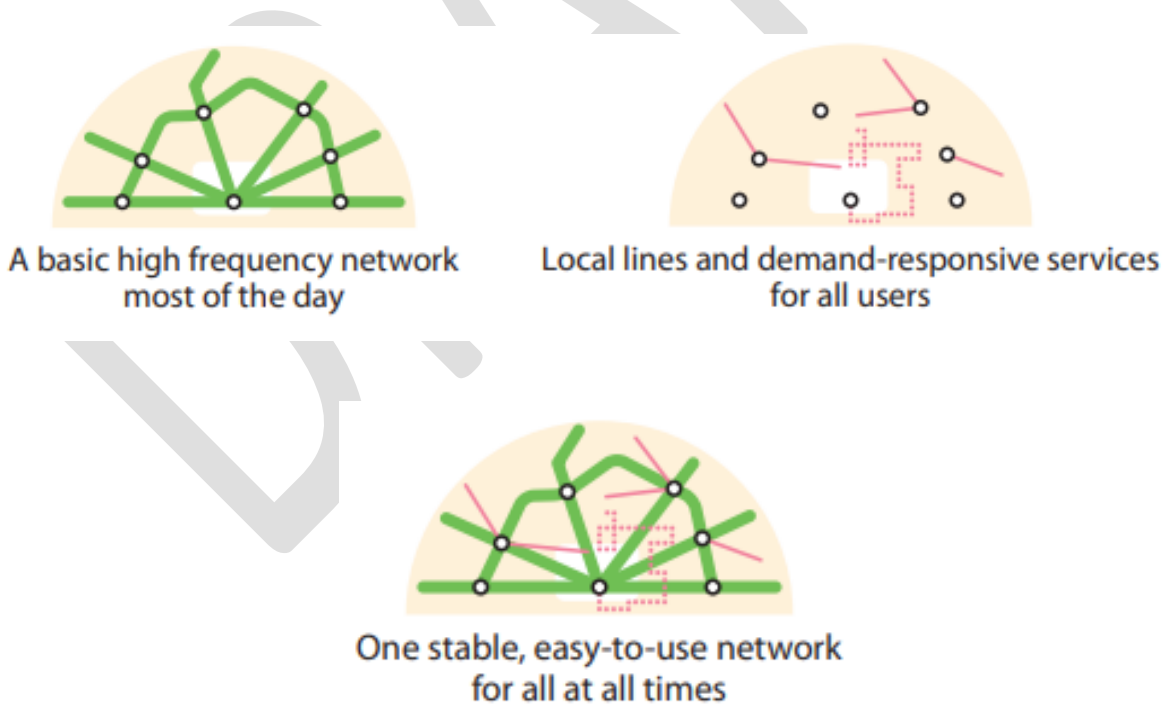 A basic high frequency network
most of the day
Local lines and demand-responsive services
for all users
One stable, easy-to-use network
for all at all times